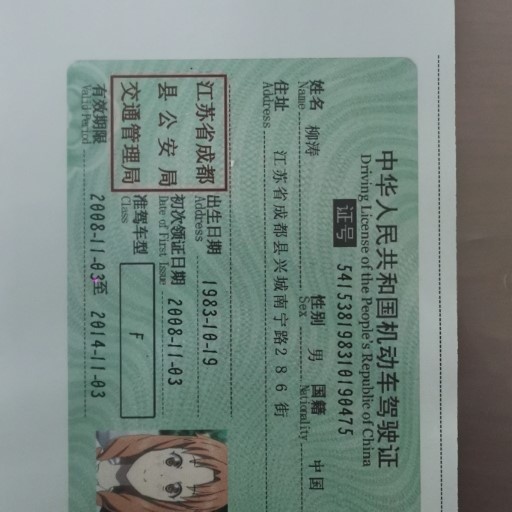 中华人民共和国机动车驾驶证
Driving License of the People's Republic of China
证号 541538198310190475
姓名 柳涛 性别 男 国籍 中国
Name Sex Nationality
住址 江苏省成都县兴城南宁路286街
Address
江苏省成都
县公安局
交通管理局
出生日期 1983-10-19
Address
初次领证日期 2008-11-03
Date of First Issue
准驾车型 F
Class
有效期限 2008-11-03至 2014-11-03
Valid Period